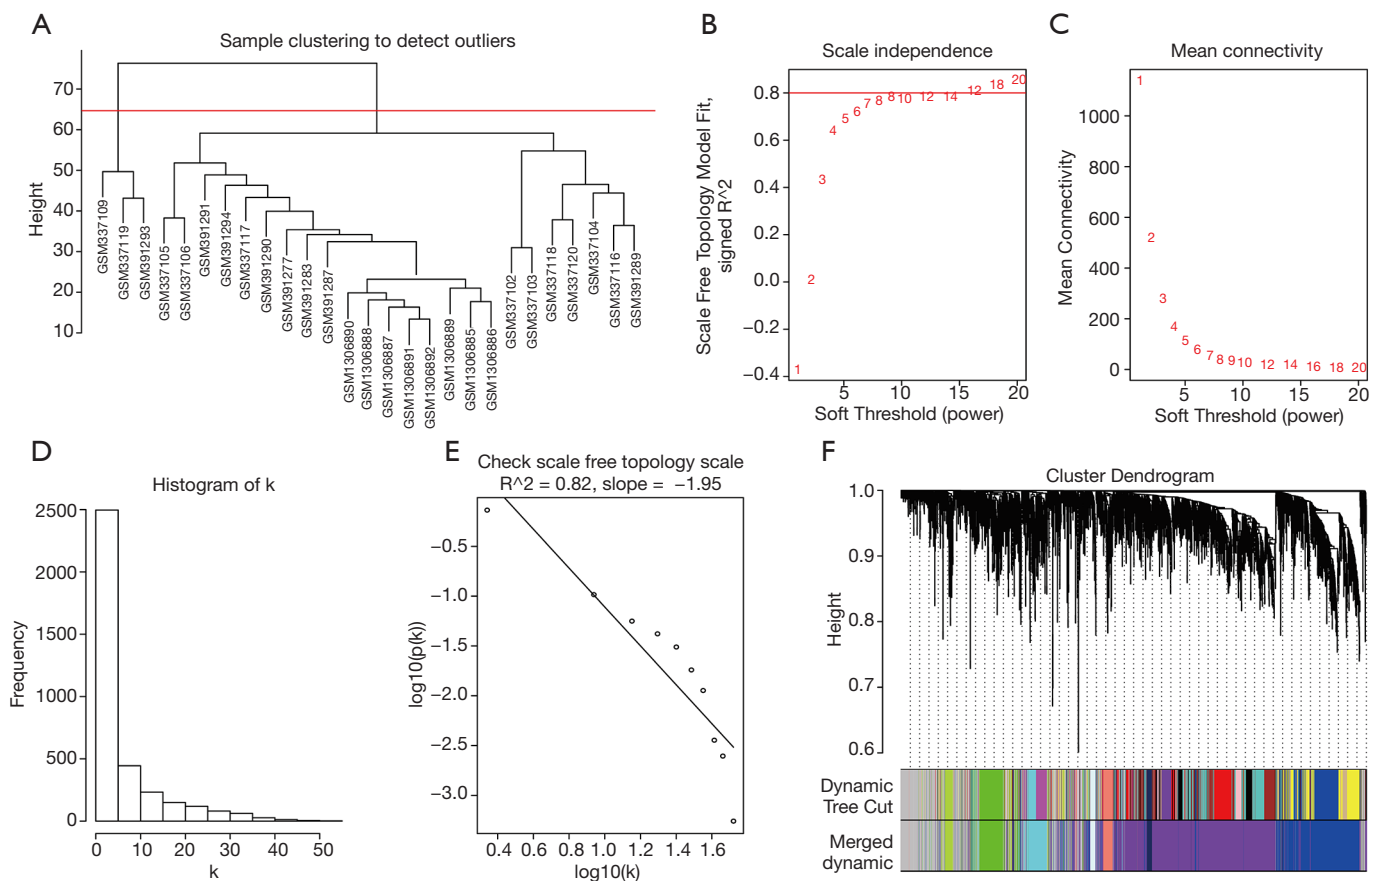 A
Sample clustering to detect outliers
Height
70
60
50
40
30
20
10
GSM337109
GSM337119
GSM391293
GSM337105
GSM337106
GSM391291
GSM391294
GSM337117
GSM391290
GSM391277
GSM391283
GSM391287
GSM1306890
GSM1306888
GSM1306887
GSM1306891
GSM1306892
GSM1306889
GSM1306885
GSM1306886
GSM337102
GSM337103
GSM337118
GSM337120
GSM337104
GSM337116
GSM391289
B
Scale independence
Scale Free Topology Model Fit,
signed R^2
0.8
0.6
0.4
0.2
0.0
−0.2
−0.4
1
2
3
4
5
6
7
8
9
8
10
12
14
12
18
20
5 10 15 20
Soft Threshold (power)
C
Mean connectivity
Mean Connectivity
1000
800
600
400
200
0
1
2
3
4
5
6
7
8
9
10
12
14
16
18
20
5 10 15 20
Soft Threshold (power)
D
Histogram of k
Frequency
2500
2000
1500
1000
500
0
0 10 20 30 40 50
k
E
Check scale free topology scale
R^2 = 0.82, slope = −1.95
log10(p(k))
−0.5
−1.0
−1.5
−2.0
−2.5
−3.0
0.4 0.6 0.8 1.0 1.2 1.4 1.6
log10(k)
F
Cluster Dendrogram
Height
1.0
0.9
0.8
0.7
0.6
Dynamic
Tree Cut
Merged
dynamic